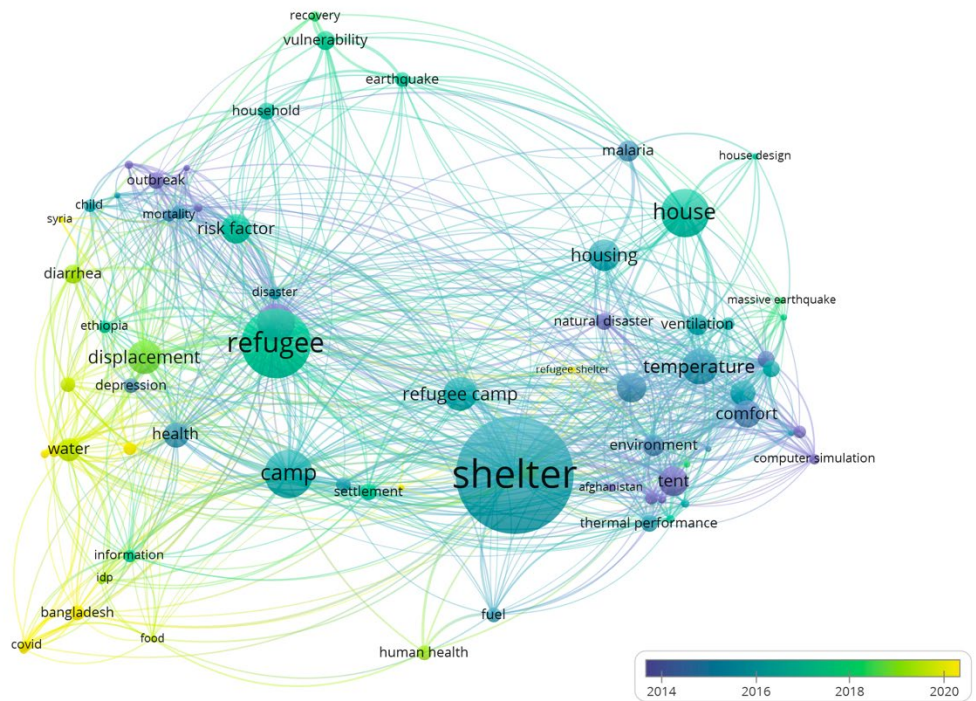 recovery
vulnerability
earthquake
household
malaria
house design
outbreak
child
mortality
syria
risk factor
house
housing
diarrhea
disaster
massive earthquake
ethiopia
refugee
natural disaster
ventilation
displacement
depression
refugee shelter
temperature
refugee camp
comfort
health
water
environment
computer simulation
camp
shelter
settlement
afghanistan
tent
thermal performance
information
idp
bangladesh
fuel
covid
food
human health
2014 2016 2018 2020